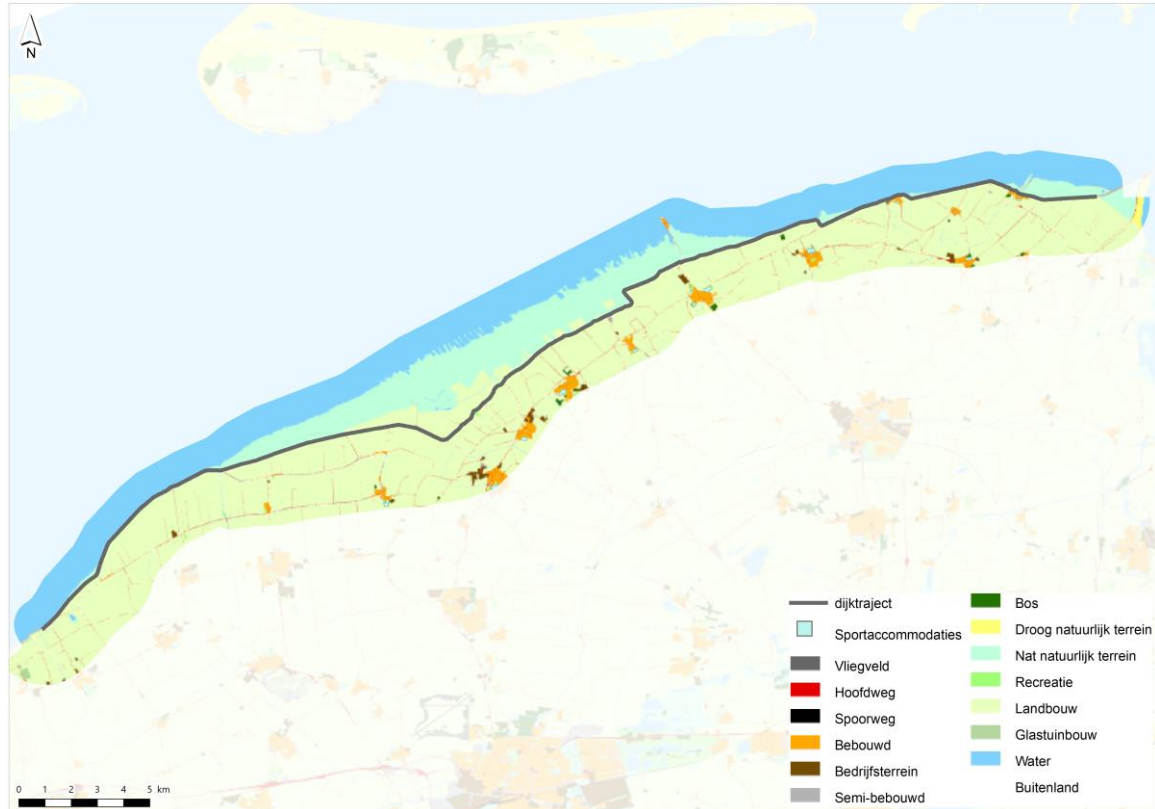 N
dijktraject
Sportaccommodaties
Vliegveld
Hoofdweg
Spoorweg
Bebouwd
Bedrijfsterrein
Semi-bebouwd
Bos
Droog natuurlijk terrein
Nat natuurlijk terrein
Recreatie
Landbouw
Glastuinbouw
Water
Buitenland
0 1 2 3 4 5 km